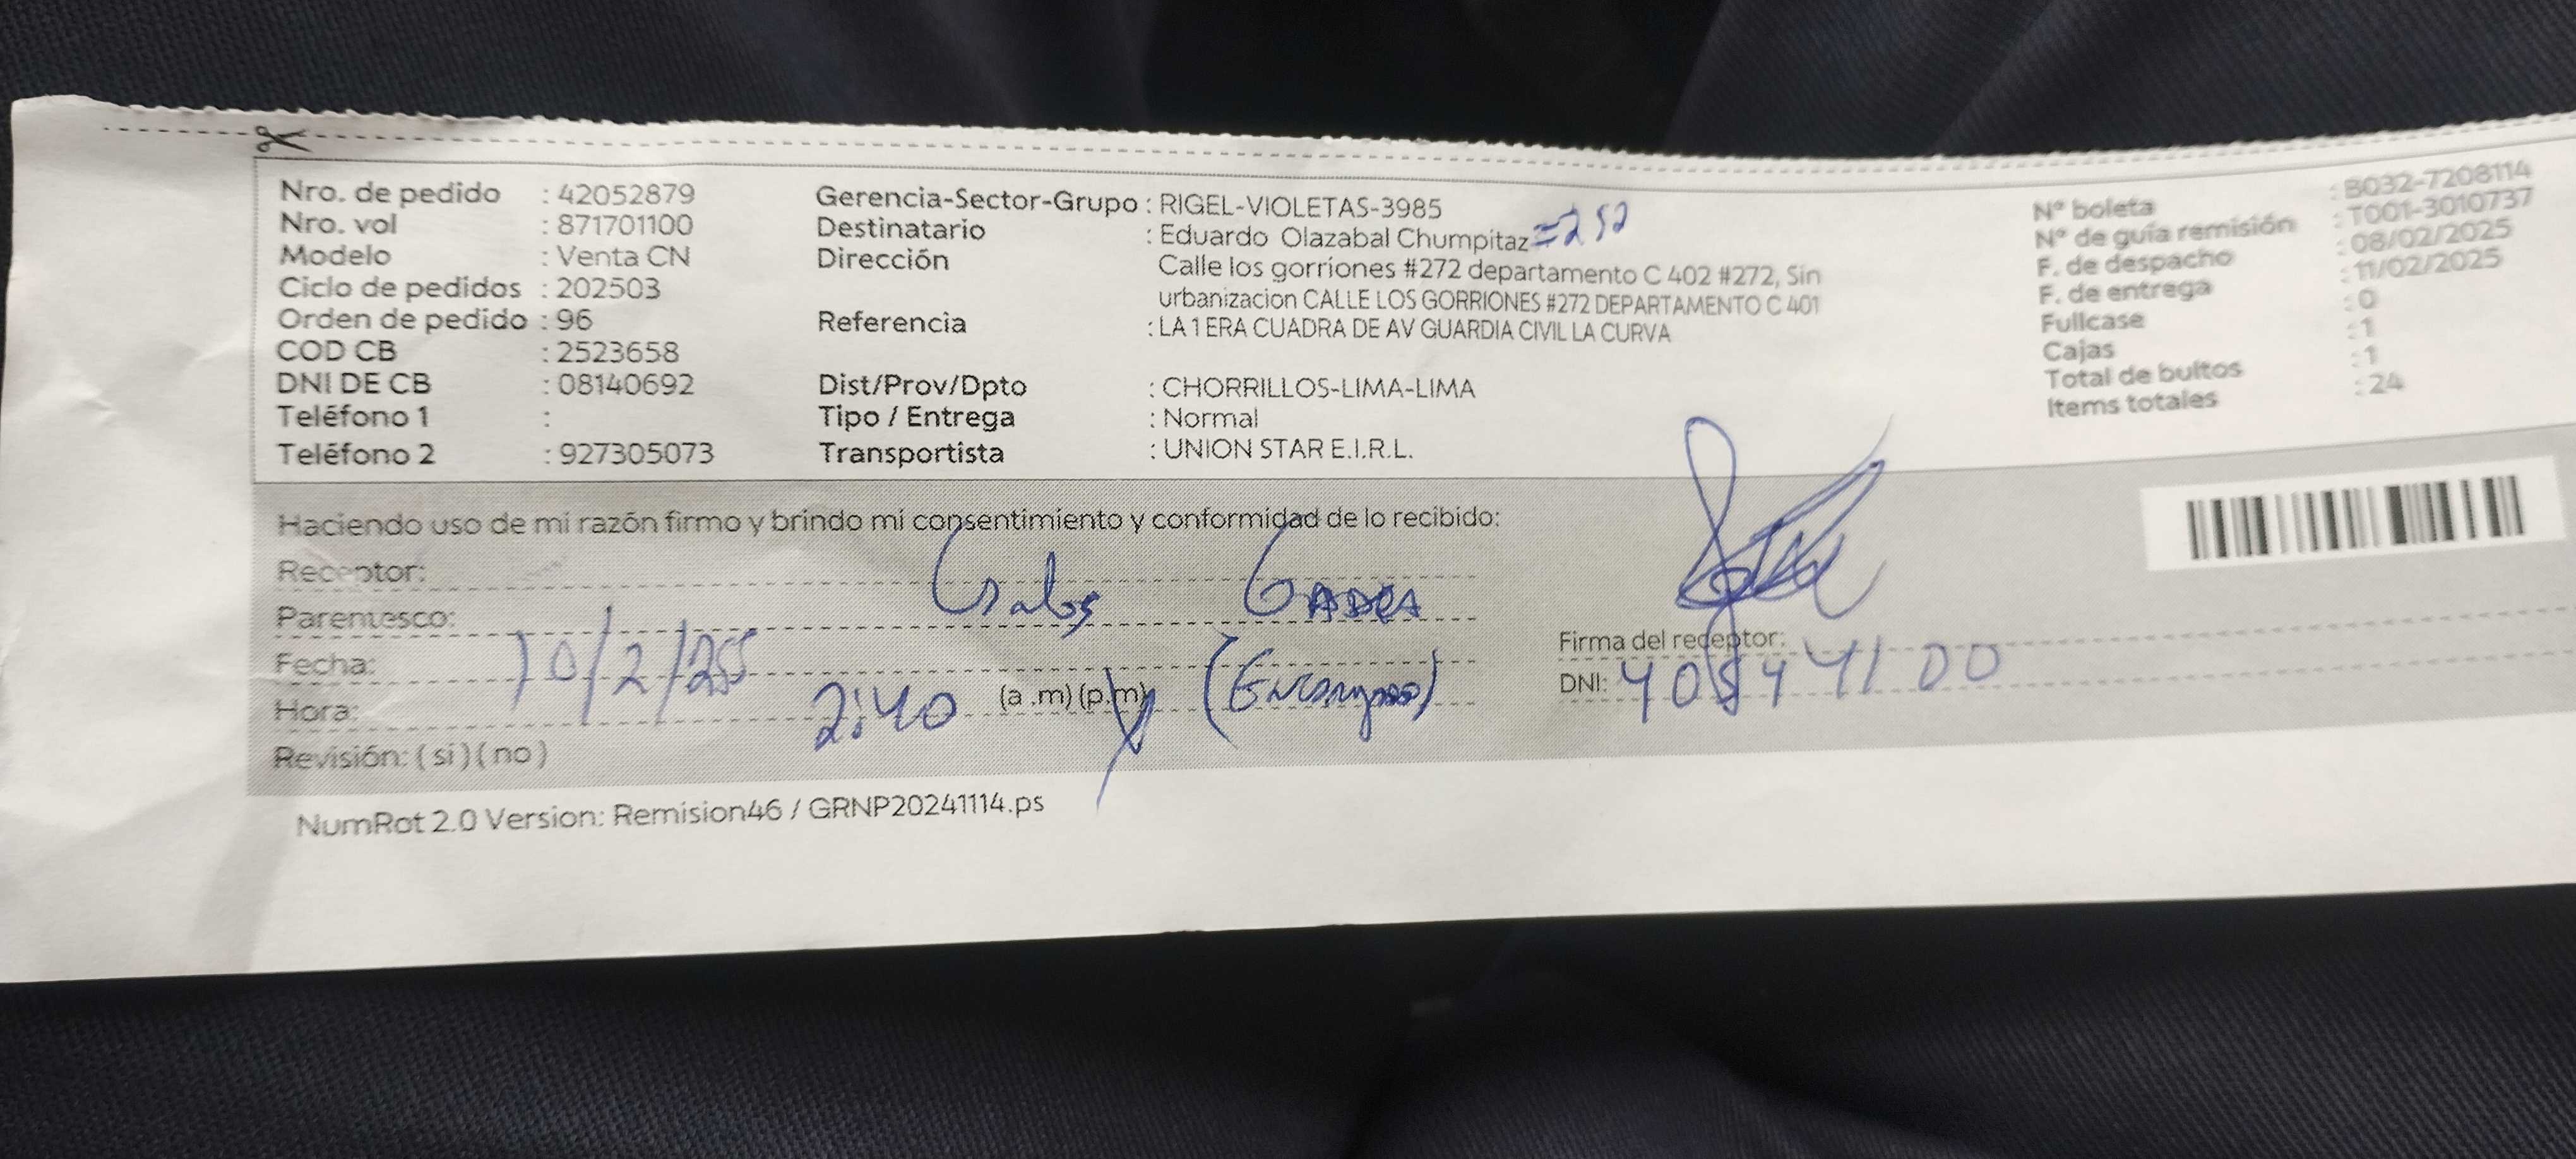 Nro. de pedido : 42052879
Nro. vol : 871701100
Modelo : Venta CN
Ciclo de pedidos : 202503
Orden de pedido : 96
COD CB : 2523658
DNI DE CB : 08140692
Teléfono 1 :
Teléfono 2 : 927305073
Gerencia-Sector-Grupo : RIGEL-VIOLETAS-3985
Destinatario : Eduardo Olazabal Chumpitaz =252
Dirección Calle los gorriones #272 departamento C 402 #272, Sin
urbanizacion CALLE LOS GORRIONES #272 DEPARTAMENTO C 401
Referencia : LA 1 ERA CUADRA DE AV GUARDIA CIVIL LA CURVA
Dist/Prov/Dpto : CHORRILLOS-LIMA-LIMA
Tipo / Entrega : Normal
Transportista : UNION STAR E.I.R.L.
Nº boleta : B032-7208114
Nº de guía remisión : T001-3010737
F. de despacho : 08/02/2025
F. de entrega : 11/02/2025
Fullcase : 0
Cajas : 1
Total de bultos : 1
Items totales : 24
Haciendo uso de mi razón firmo y brindo mi consentimiento y conformidad de lo recibido:
Receptor:
Parentesco:
Fecha: 10/2/25
Hora: 2:40 (a .m) (p.m)
Revisión: ( si ) ( no )
Firma del receptor:
DNI:
NumRot 2.0 Version: Remision46 / GRNP20241114.ps